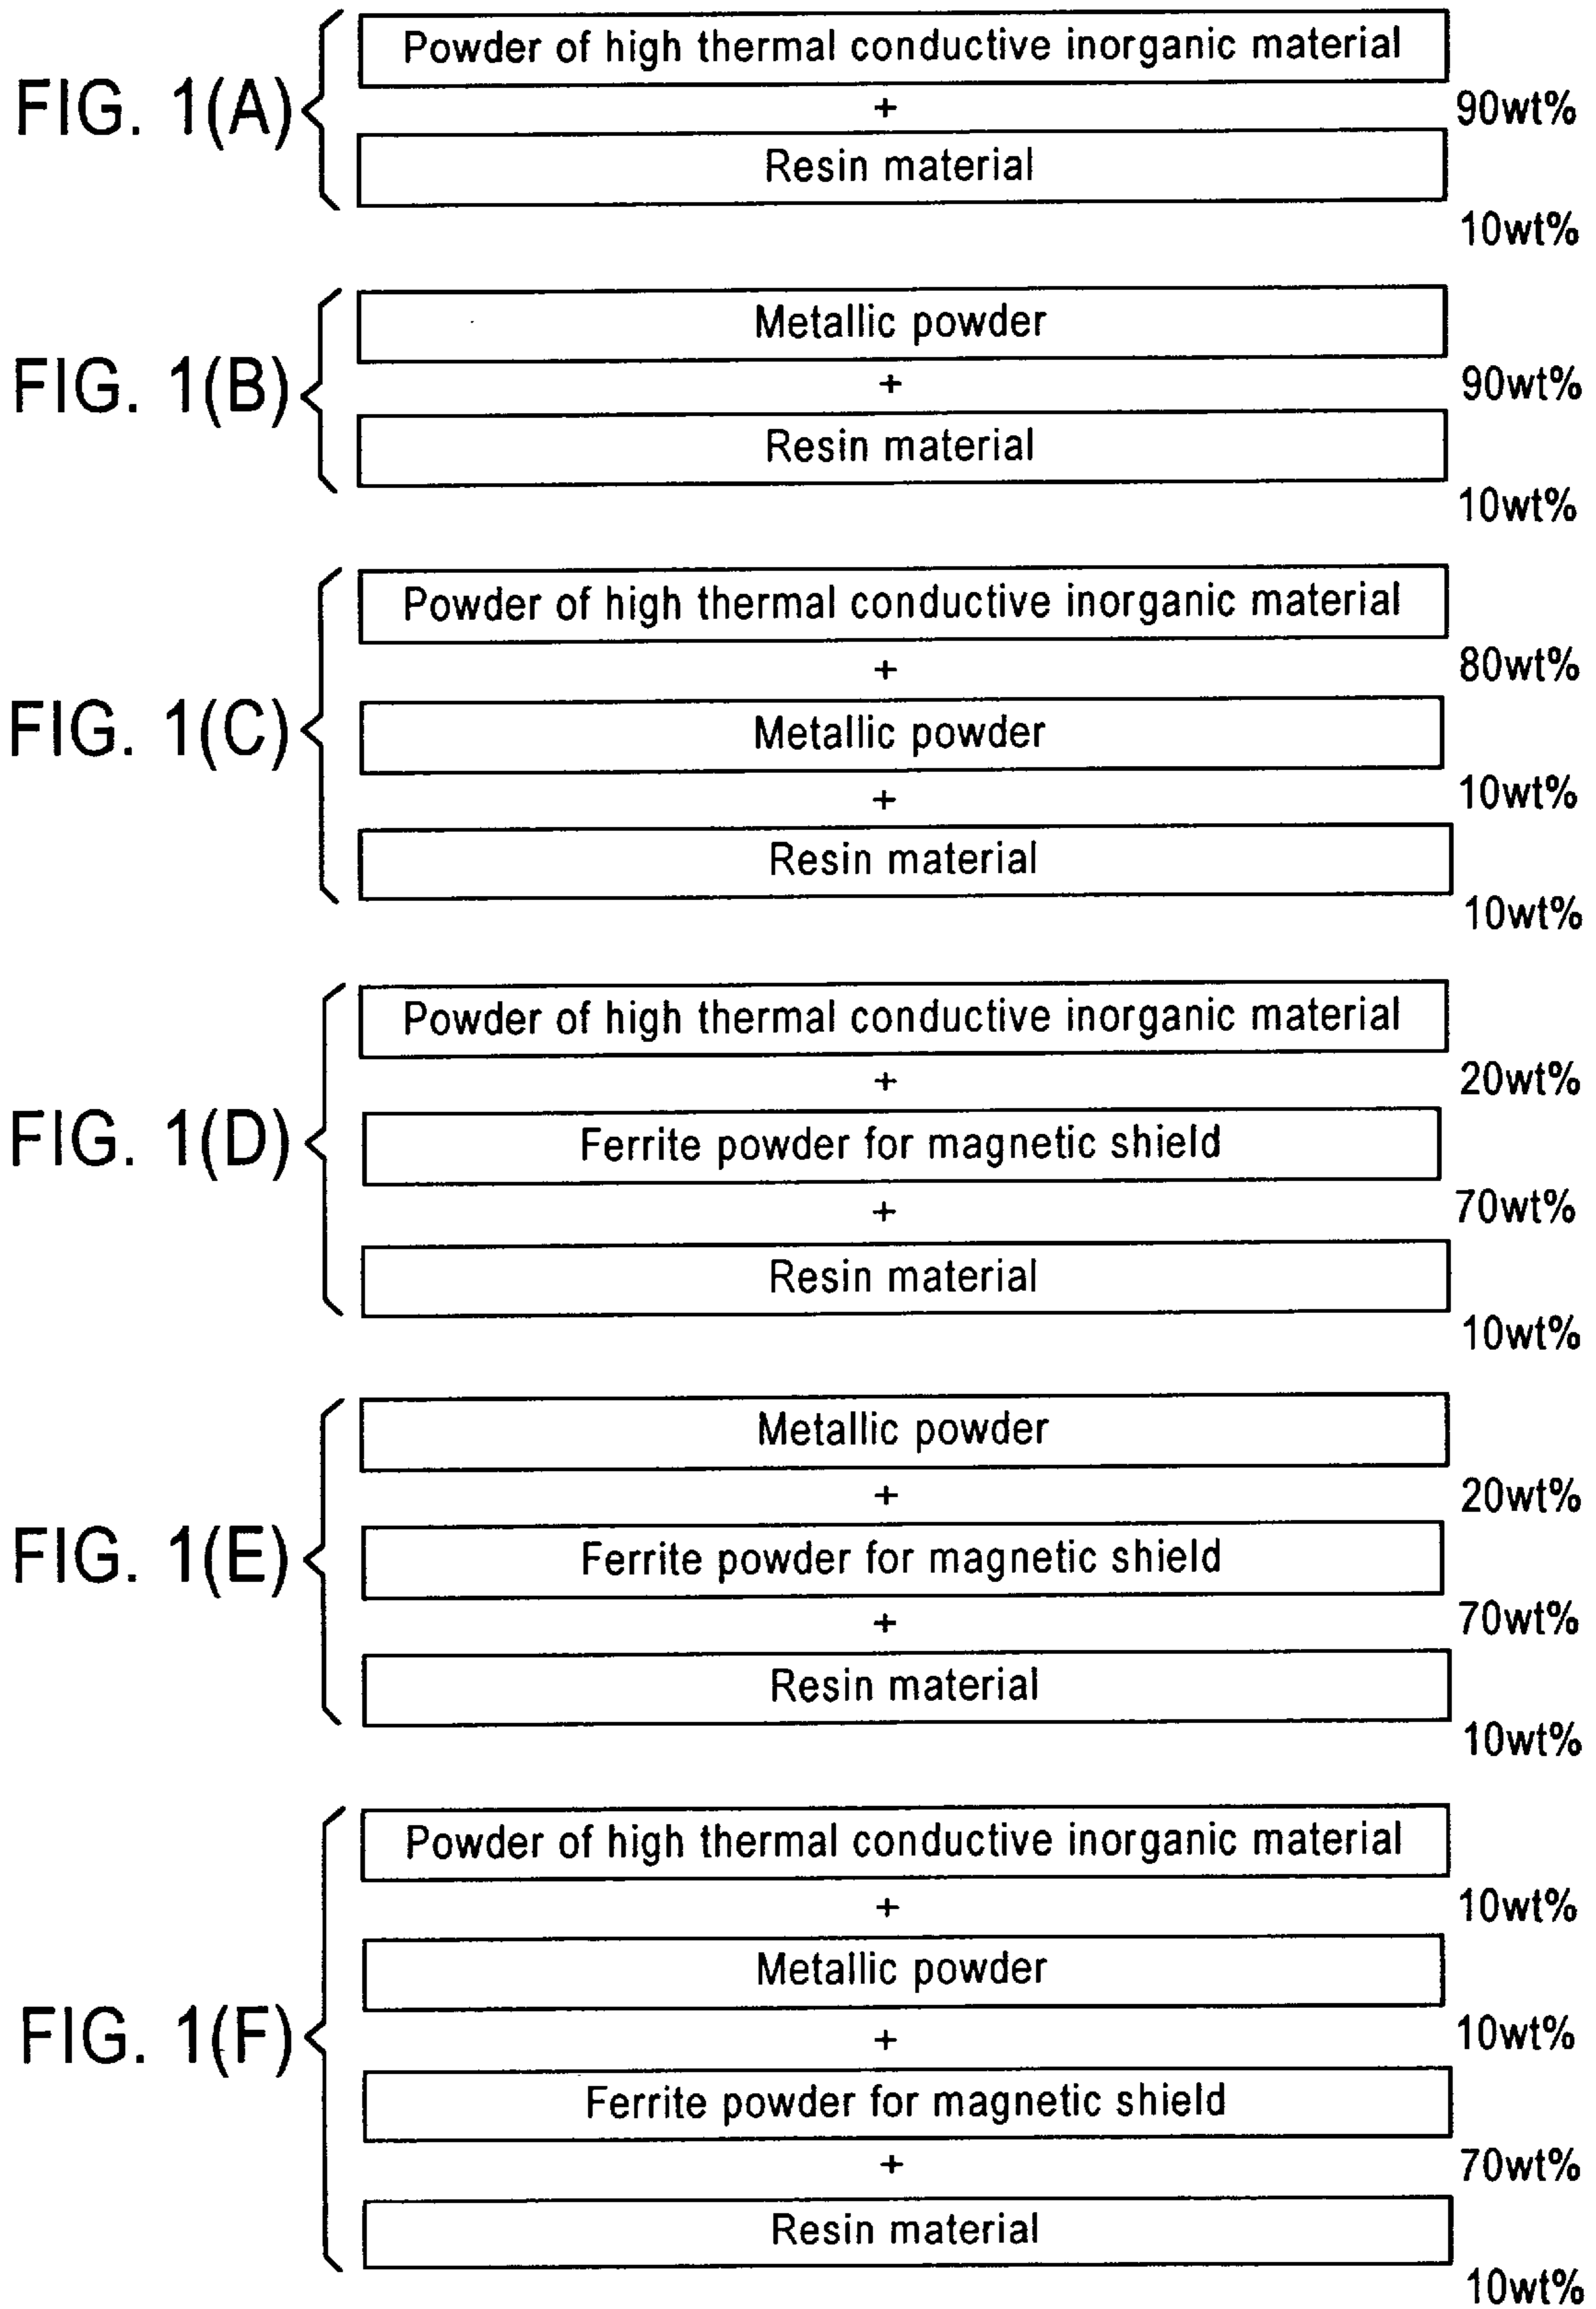 FIG. 1(A)
Powder of high thermal conductive inorganic material
90wt%
+
Resin material
10wt%
FIG. 1(B)
Metallic powder
90wt%
+
Resin material
10wt%
FIG. 1(C)
Powder of high thermal conductive inorganic material
80wt%
+
Metallic powder
10wt%
+
Resin material
10wt%
FIG. 1(D)
Powder of high thermal conductive inorganic material
20wt%
+
Ferrite powder for magnetic shield
70wt%
+
Resin material
10wt%
FIG. 1(E)
Metallic powder
20wt%
+
Ferrite powder for magnetic shield
70wt%
+
Resin material
10wt%
FIG. 1(F)
Powder of high thermal conductive inorganic material
10wt%
+
Metallic powder
10wt%
+
Ferrite powder for magnetic shield
70wt%
+
Resin material
10wt%